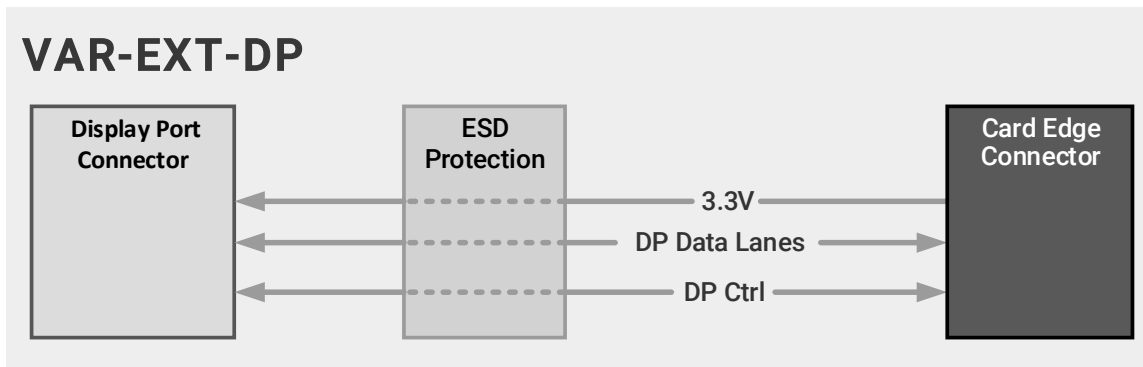 VAR-EXT-DP
Display Port
Connector
ESD
Protection
Card Edge
Connector
3.3V
DP Data Lanes
DP Ctrl